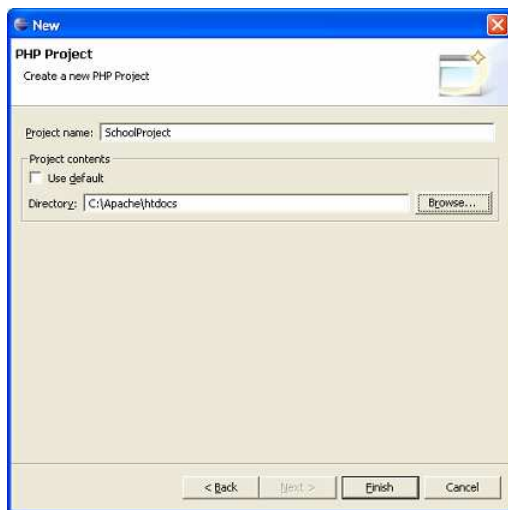 New
PHP Project
Create a new PHP Project
Project name: SchoolProject
Project contents
Use default
Directory: C:\Apache\htdocs Browse...
< Back Next > Finish Cancel